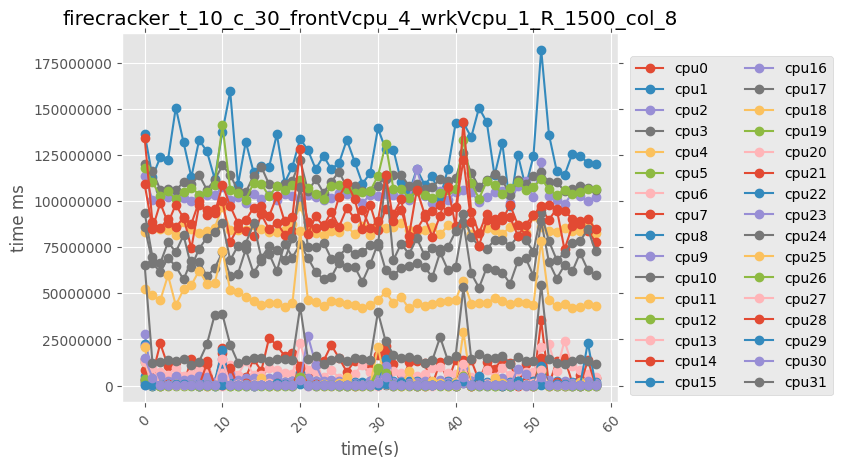 firecracker_t_10_c_30_frontVcpu_4_wrkVcpu_1_R_1500_col_8
time ms
175000000
150000000
125000000
100000000
75000000
50000000
25000000
0
0 10 20 30 40 50 60
time(s)
cpu0 cpu16
cpu1 cpu17
cpu2 cpu18
cpu3 cpu19
cpu4 cpu20
cpu5 cpu21
cpu6 cpu22
cpu7 cpu23
cpu8 cpu24
cpu9 cpu25
cpu10 cpu26
cpu11 cpu27
cpu12 cpu28
cpu13 cpu29
cpu14 cpu30
cpu15 cpu31